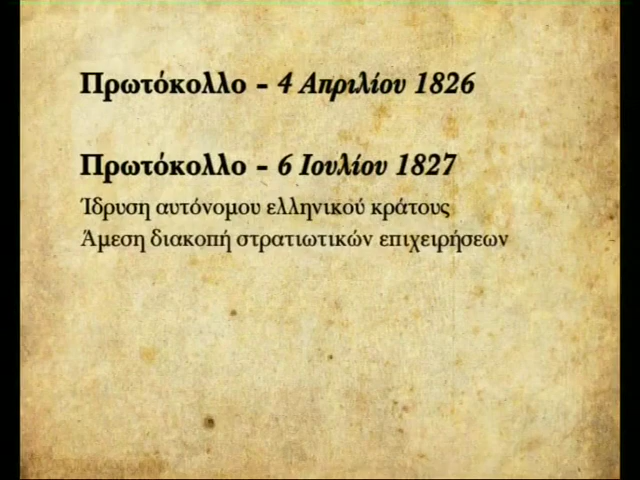 Πρωτόκολλο - 4 Απριλίου 1826
Πρωτόκολλο - 6 Ιουλίου 1827
Ίδρυση αυτόνομου ελληνικού κράτους
Άμεση διακοπή στρατιωτικών επιχειρήσεων